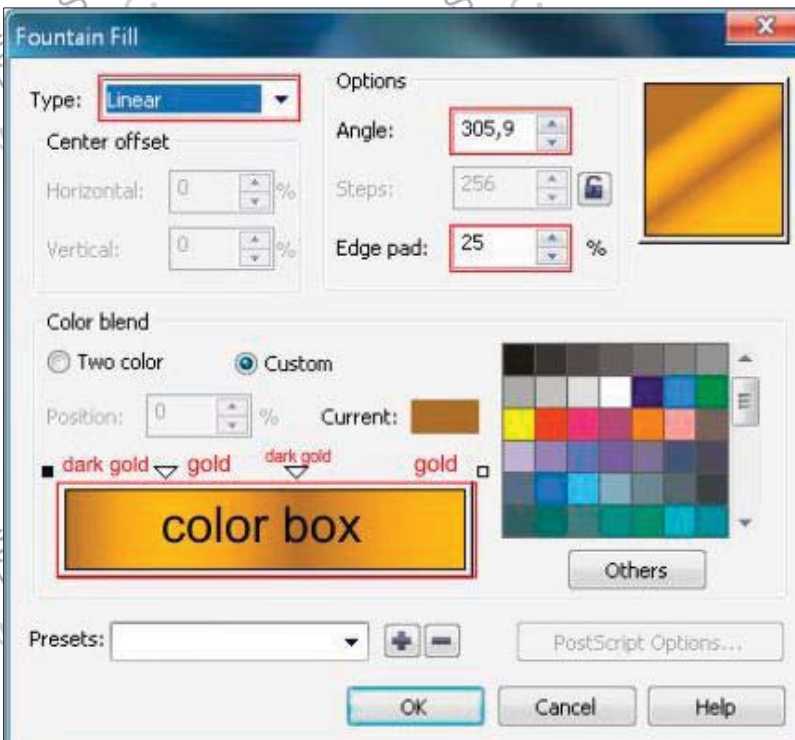 Fountain Fill
Type: Linear
Options
Center offset
Angle: 305,9
Horizontal: 0 %
Steps: 256
Vertical: 0 %
Edge pad: 25 %
Color blend
Two color
Custom
Position: 0 %
Current:
dark gold gold dark gold gold
color box
Others
Presets:
PostScript Options...
OK Cancel Help